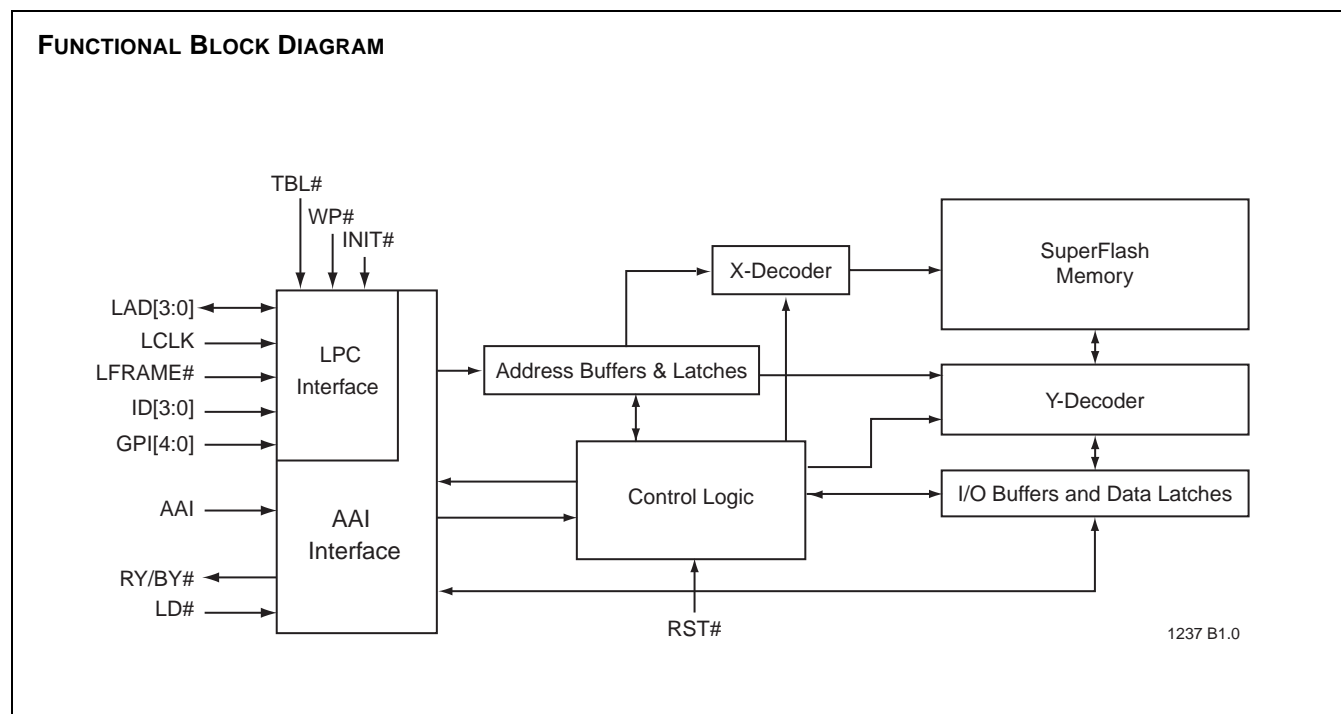 FUNCTIONAL BLOCK DIAGRAM
TBL#
WP#
INIT#
LAD[3:0]
LCLK
LFRAME#
ID[3:0]
GPI[4:0]
AAI
RY/BY#
LD#
LPC
Interface
AAI
Interface
Address Buffers & Latches
X-Decoder
Control Logic
RST#
SuperFlash
Memory
Y-Decoder
I/O Buffers and Data Latches
1237 B1.0